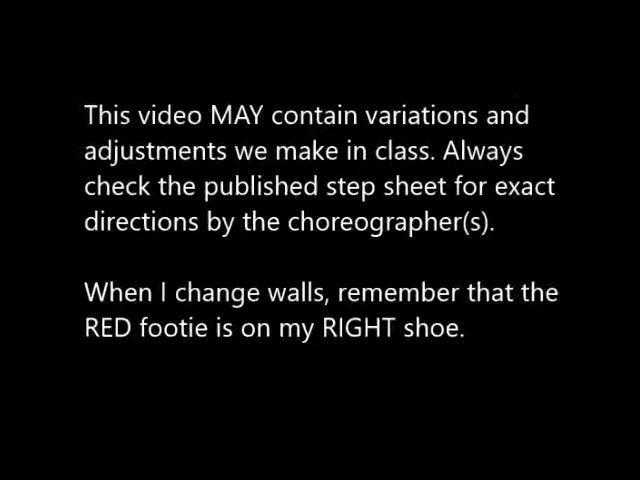 This video MAY contain variations and
adjustments we make in class. Always
check the published step sheet for exact
directions by the choreographer(s).
When I change walls, remember that the
RED footie is on my RIGHT shoe.